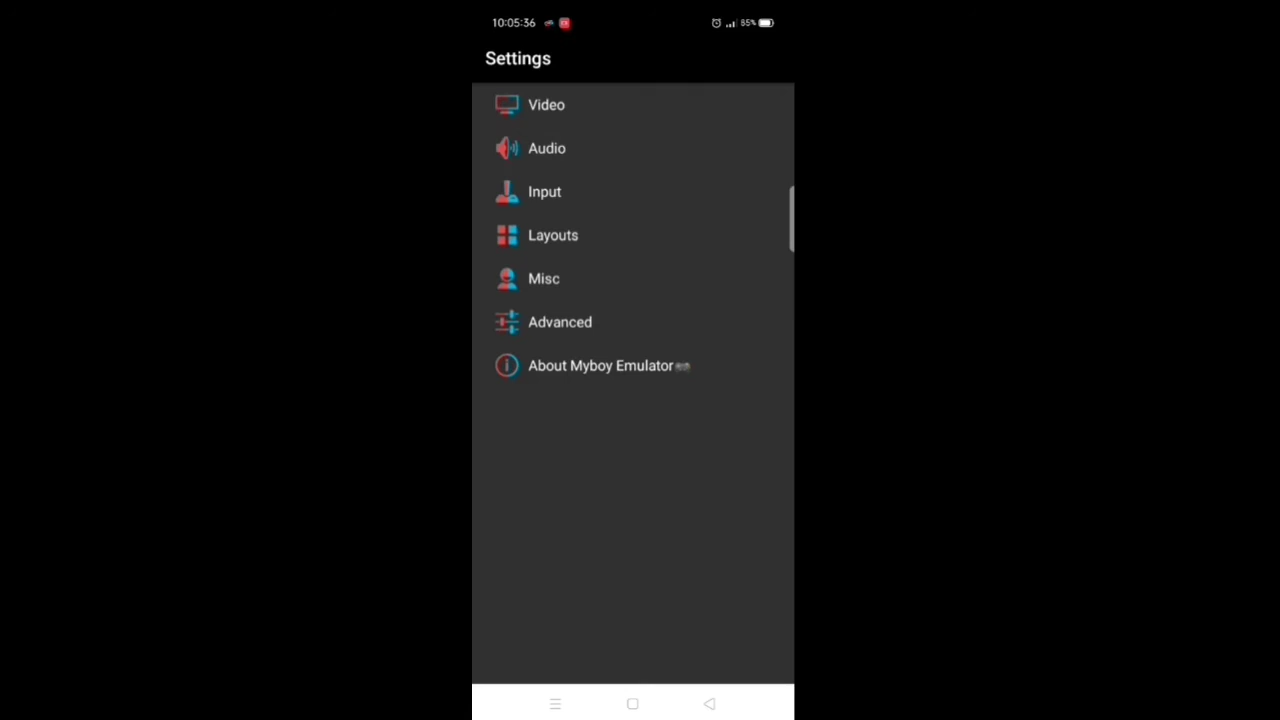 10:05:36
85%
Settings
Video
Audio
Input
Layouts
Misc
Advanced
About Myboy Emulator